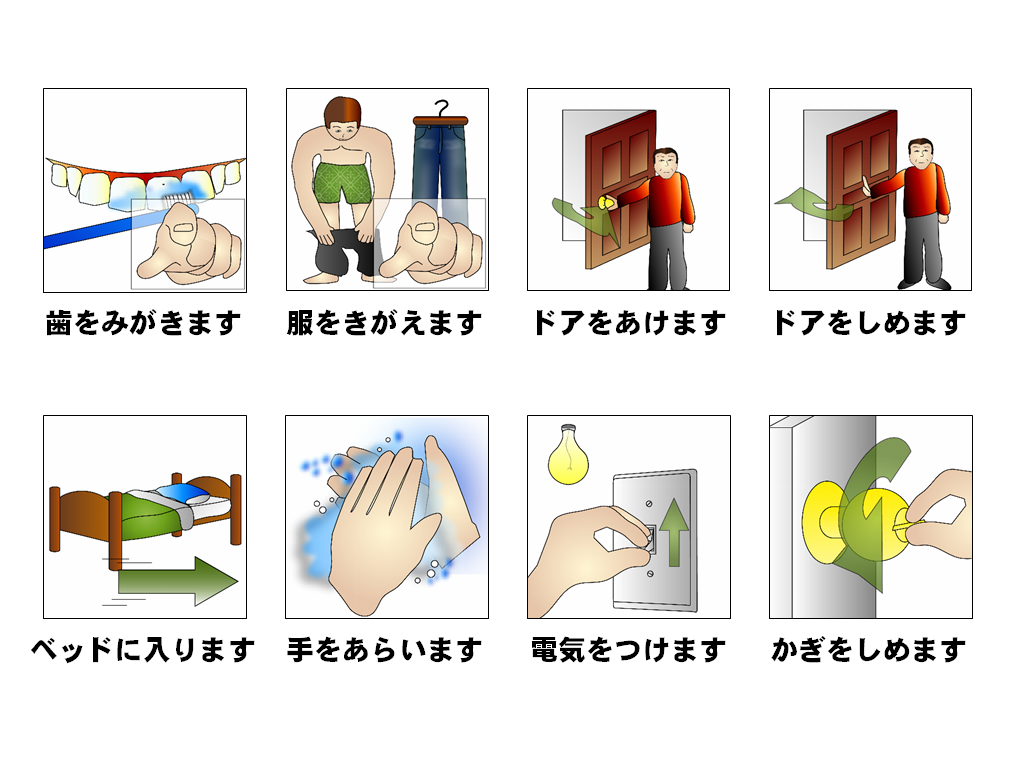 歯をみがきます
服をきがえます
ドアをあけます
ドアをしめます
ベッドに入ります
手をあらいます
電気をつけます
かぎをしめます